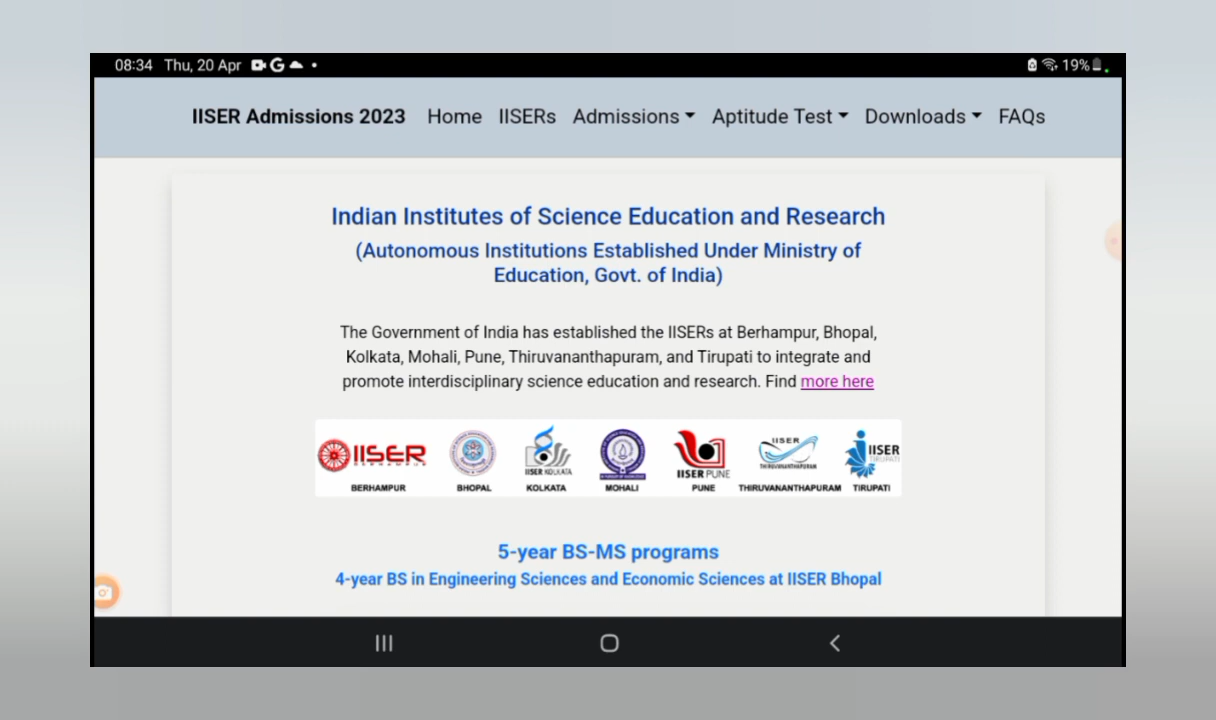 08:34 Thu, 20 Apr
19%
IISER Admissions 2023 Home IISERs Admissions Aptitude Test Downloads FAQs
Indian Institutes of Science Education and Research
(Autonomous Institutions Established Under Ministry of
Education, Govt. of India)
The Government of India has established the IISERs at Berhampur, Bhopal,
Kolkata, Mohali, Pune, Thiruvananthapuram, and Tirupati to integrate and
promote interdisciplinary science education and research. Find more here
IISER
IISER KOLKATA
IISER PUNE
IISER
THIRUVANANTHAPURAM
IISER
TIRUPATI
BERHAMPUR BHOPAL KOLKATA MOHALI PUNE THIRUVANANTHAPURAM TIRUPATI
5-year BS-MS programs
4-year BS in Engineering Sciences and Economic Sciences at IISER Bhopal